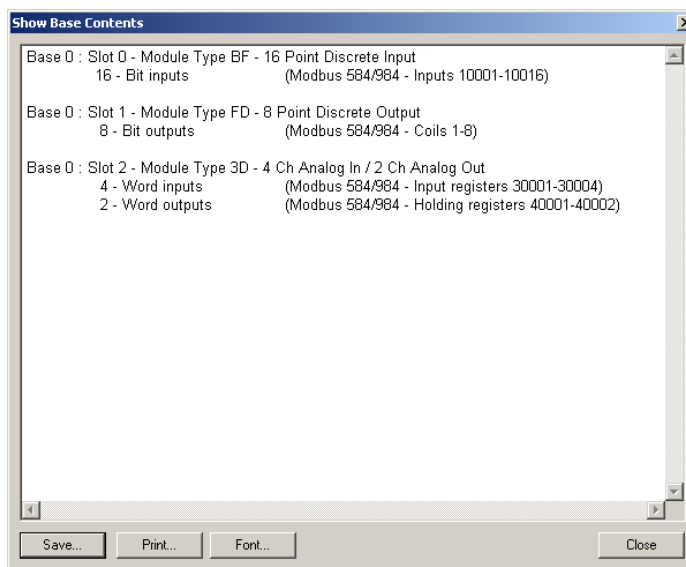 Show Base Contents
Base 0 : Slot 0 - Module Type BF - 16 Point Discrete Input
16 - Bit inputs (Modbus 584/984 - Inputs 10001-10016)
Base 0 : Slot 1 - Module Type FD - 8 Point Discrete Output
8 - Bit outputs (Modbus 584/984 - Coils 1-8)
Base 0 : Slot 2 - Module Type 3D - 4 Ch Analog In / 2 Ch Analog Out
4 - Word inputs (Modbus 584/984 - Input registers 30001-30004)
2 - Word outputs (Modbus 584/984 - Holding registers 40001-40002)
Save... Print... Font... Close